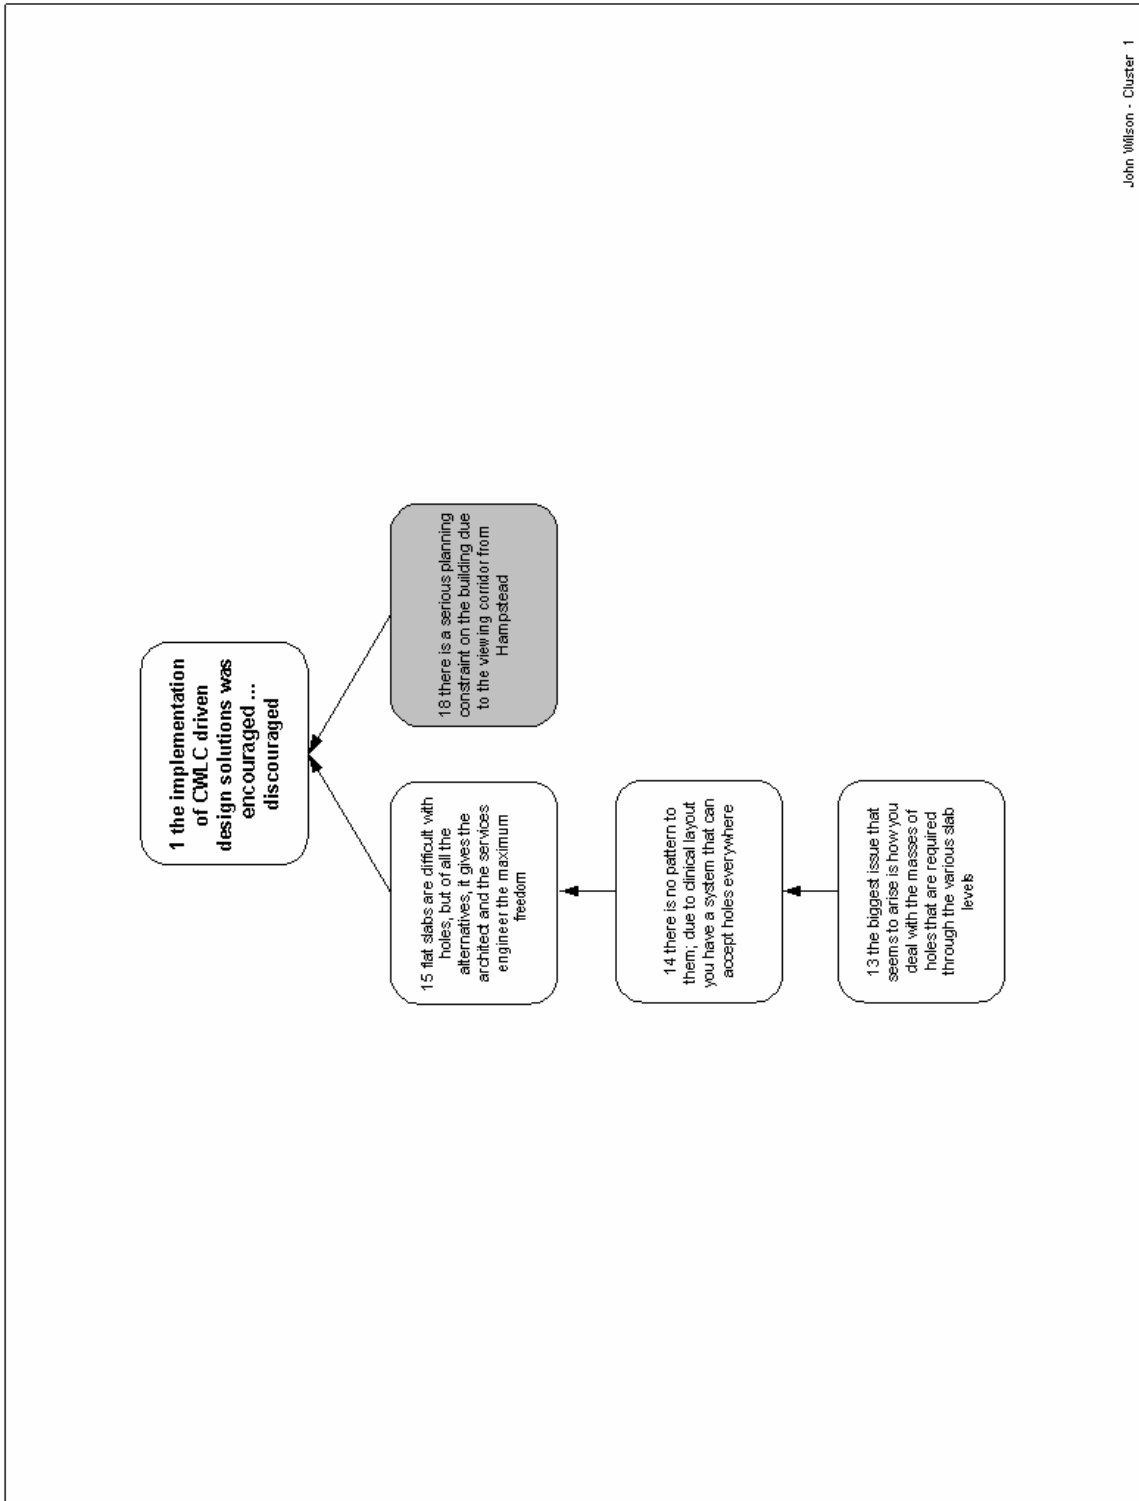 1 the implementation
of CWLC driven
design solutions was
encouraged ...
discouraged
15 flat slabs are difficult with
holes, but of all the
alternatives, it gives the
architect and the services
engineer the maximum
freedom
18 there is a serious planning
constraint on the building due
to the viewing corridor from
Hampstead
14 there is no pattern to
them; due to clinical layout
you have a system that can
accept holes everywhere
13 the biggest issue that
seems to arise is how you
deal with the masses of
holes that are required
through the various slab
levels
John Wilson - Cluster 1